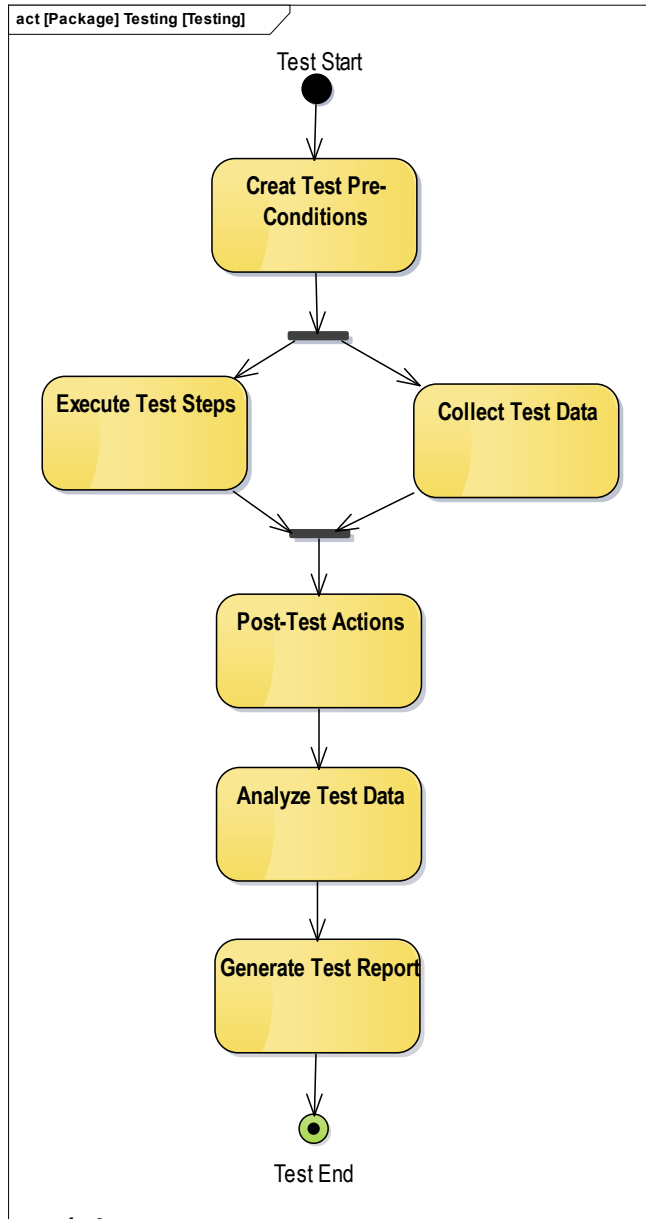 act [Package] Testing [Testing]
Test Start
Creat Test Pre-
Conditions
Execute Test Steps
Collect Test Data
Post-Test Actions
Analyze Test Data
Generate Test Report
Test End